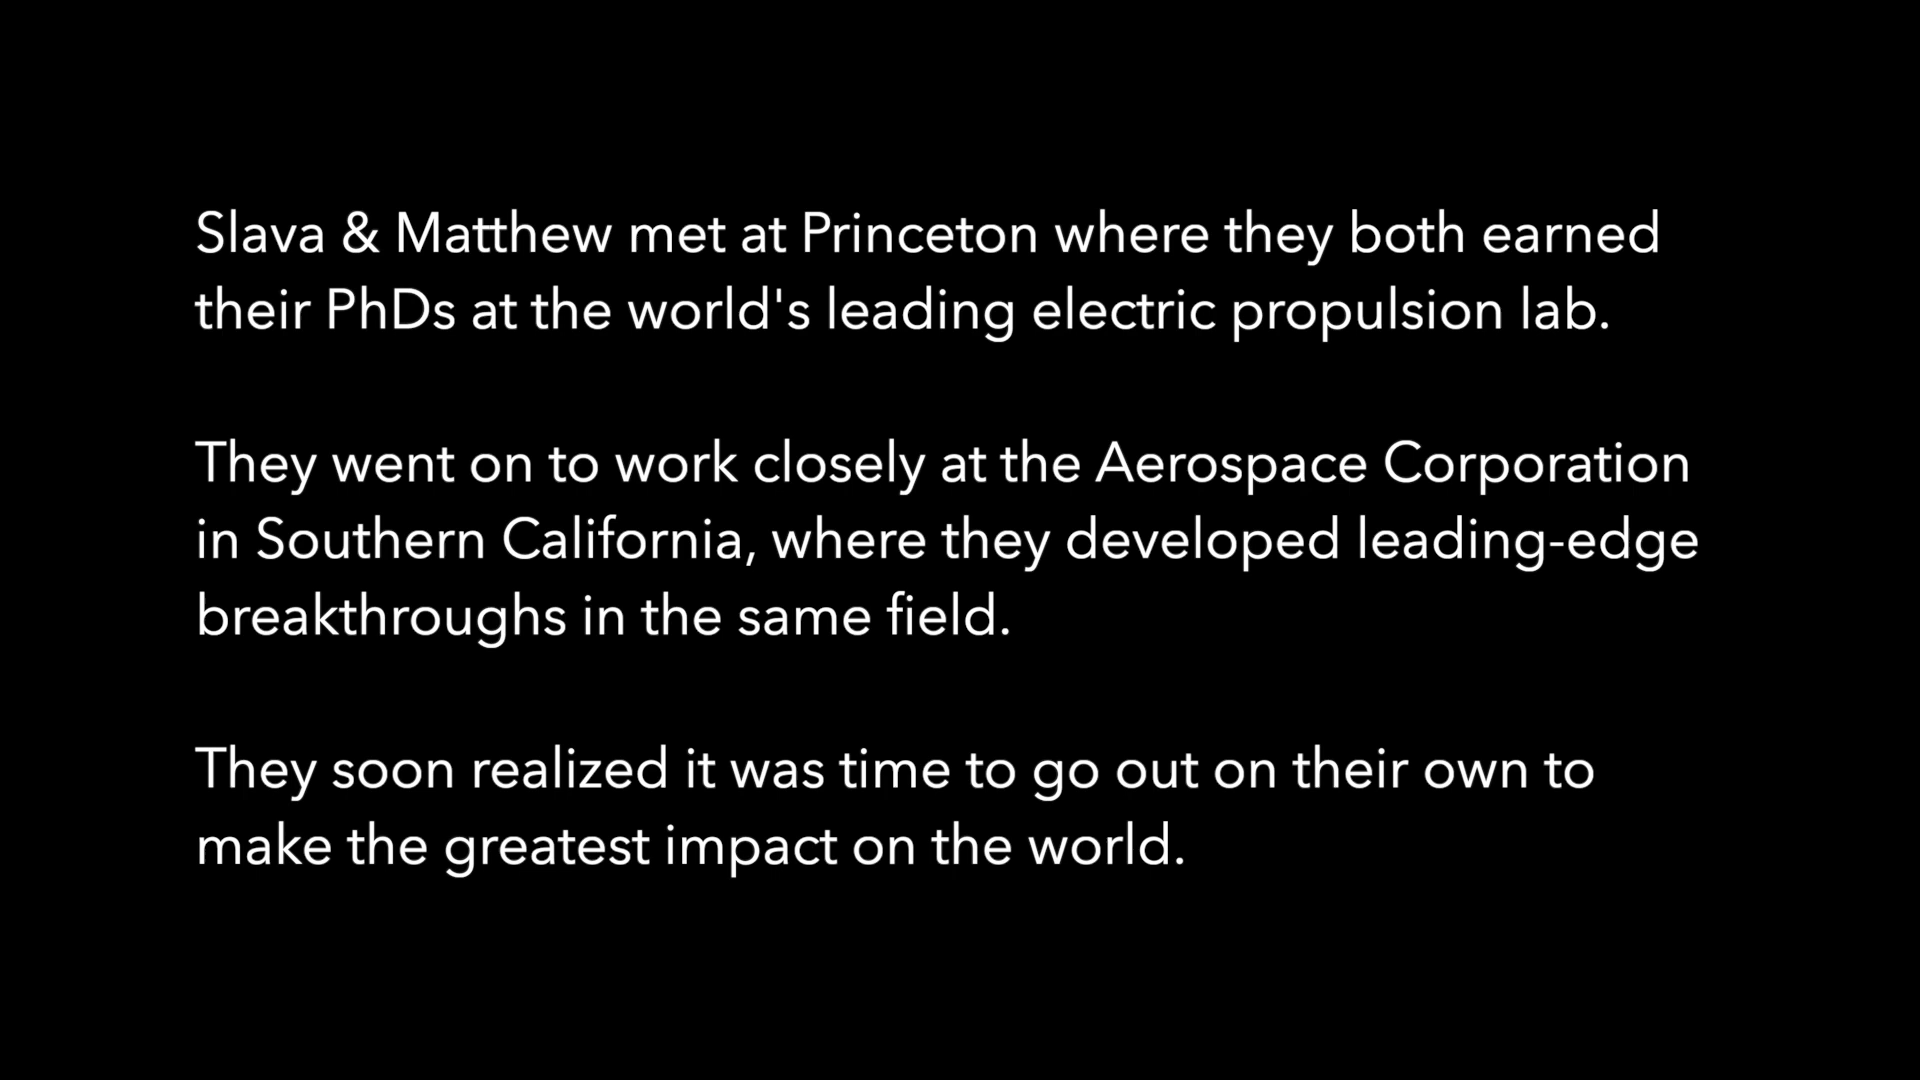 Slava & Matthew met at Princeton where they both earned
their PhDs at the world's leading electric propulsion lab.
They went on to work closely at the Aerospace Corporation
in Southern California, where they developed leading-edge
breakthroughs in the same field.
They soon realized it was time to go out on their own to
make the greatest impact on the world.